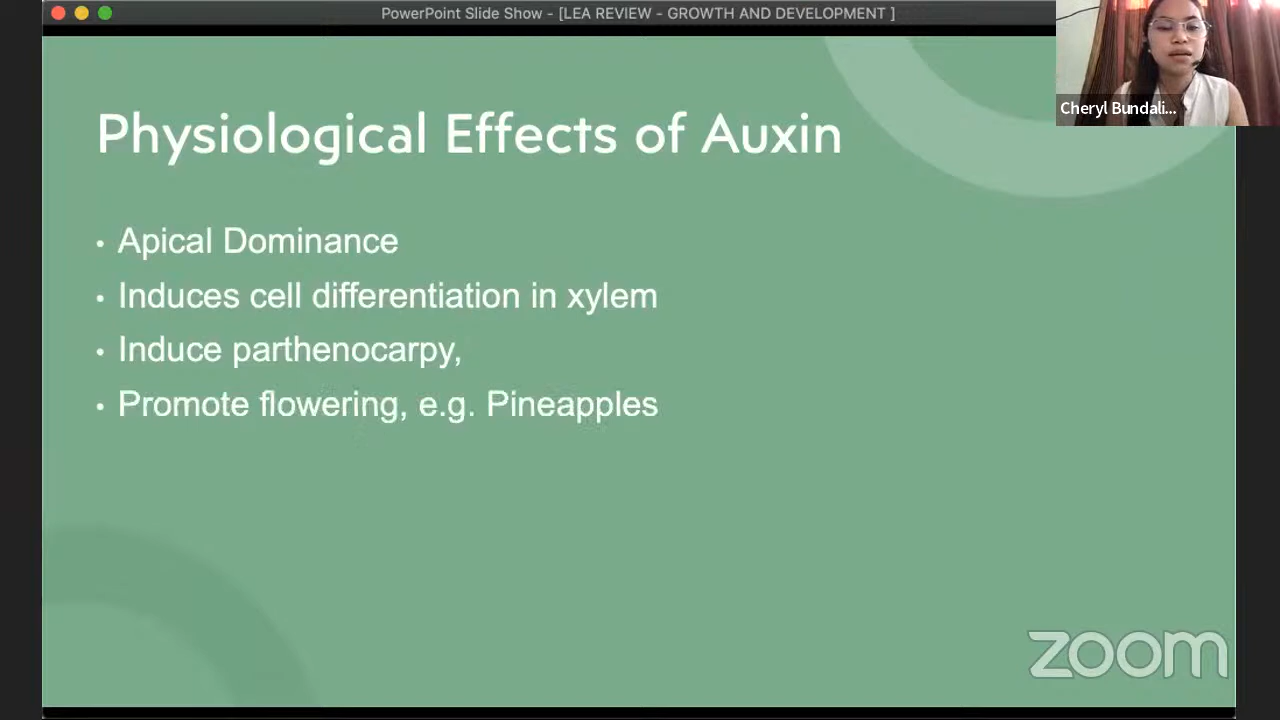 PowerPoint Slide Show - [LEA REVIEW - GROWTH AND DEVELOPMENT ]
Cheryl Bundali...
Physiological Effects of Auxin
• Apical Dominance
• Induces cell differentiation in xylem
• Induce parthenocarpy,
• Promote flowering, e.g. Pineapples
zoom